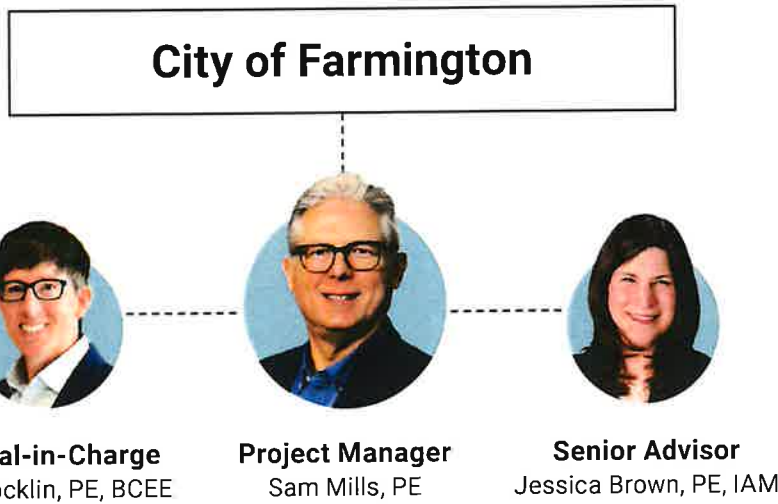 City of Farmington
al-in-Charge
Project Manager
Senior Advisor
ocklin, PE, BCEE
Sam Mills, PE
Jessica Brown, PE, IAM